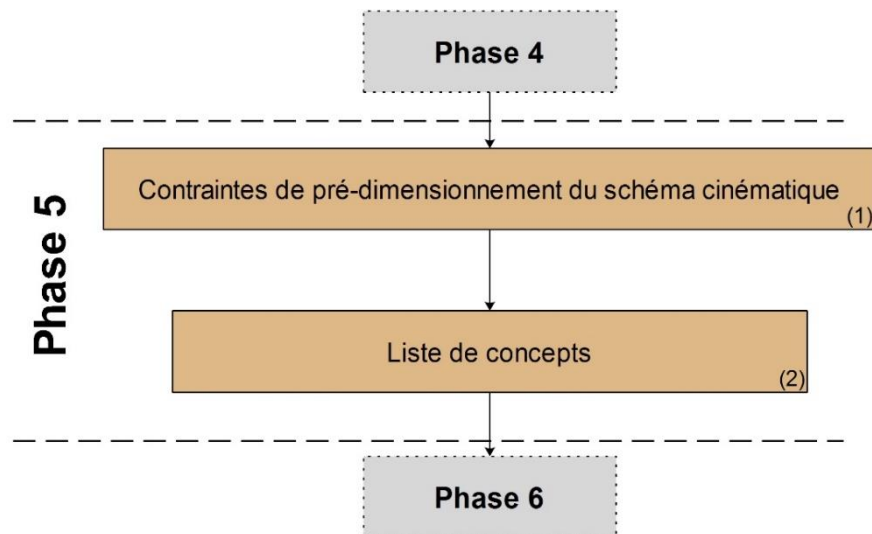 Phase 4
Phase 5
Contraintes de pré-dimensionnement du schéma cinématique
(1)
Liste de concepts
(2)
Phase 6